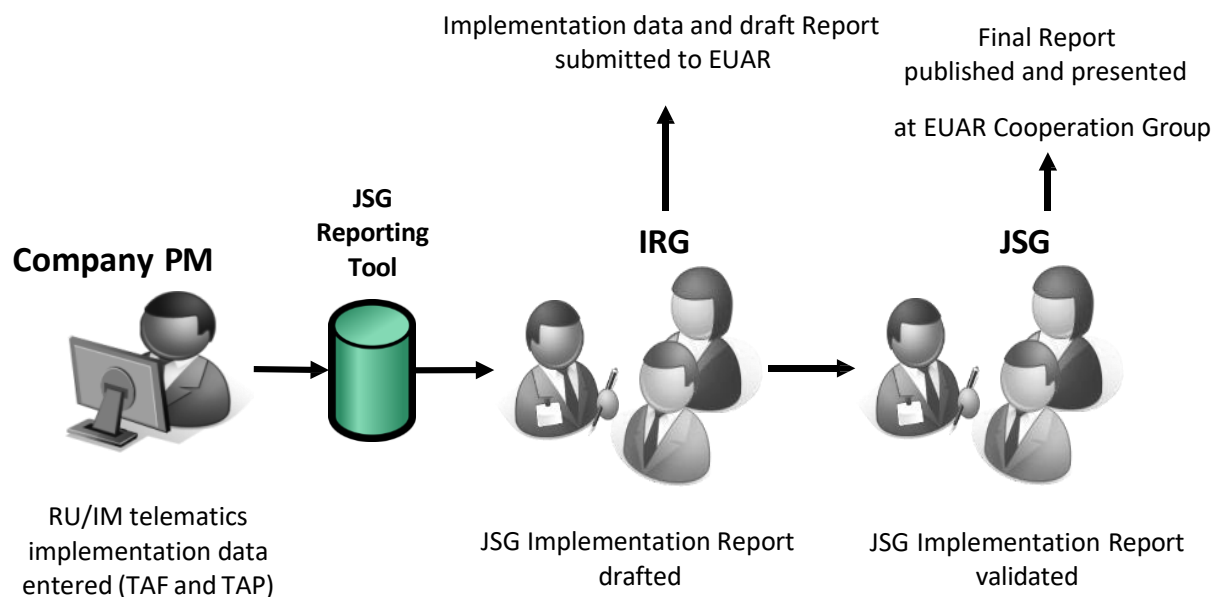 Implementation data and draft Report
submitted to EUAR
Final Report
published and presented
at EUAR Cooperation Group
JSG
Reporting
Tool
Company PM
IRG
JSG
RU/IM telematics
implementation data
entered (TAF and TAP)
JSG Implementation Report
drafted
JSG Implementation Report
validated